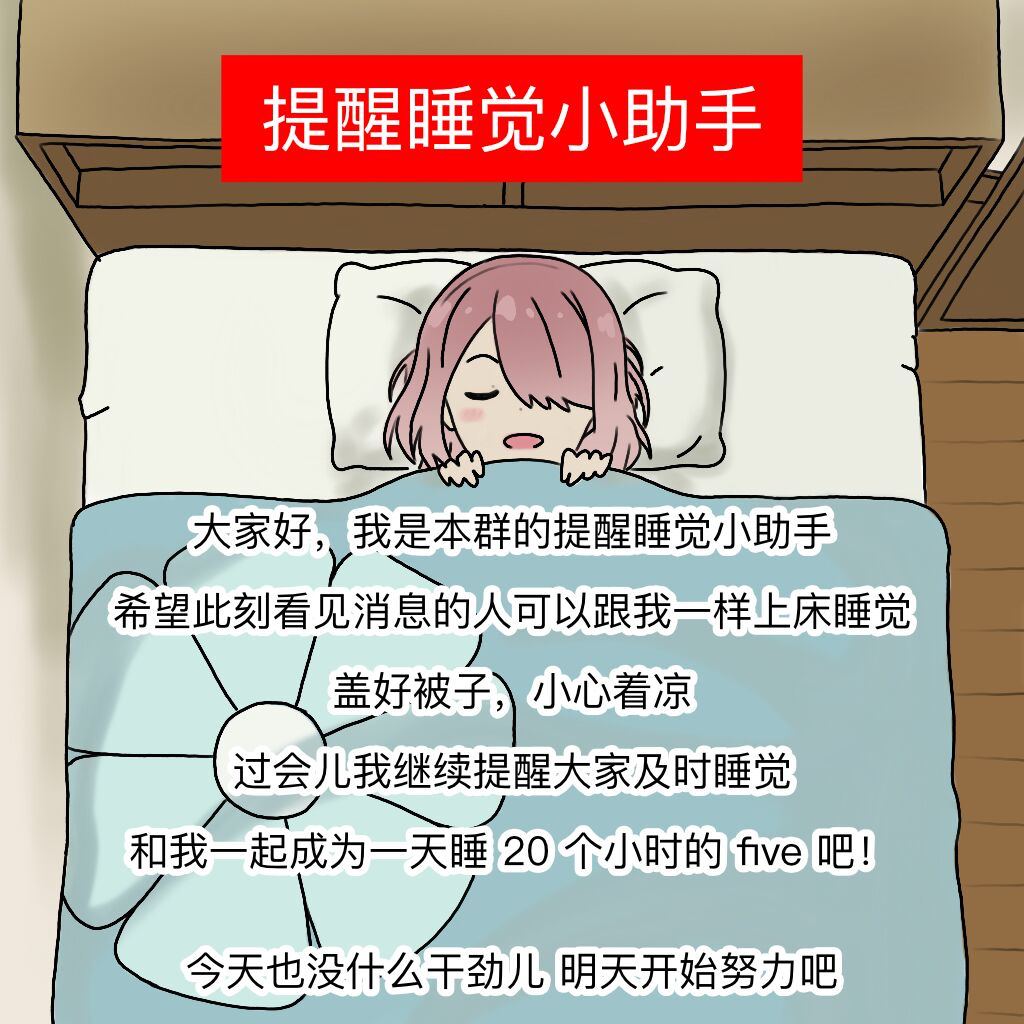 提醒睡觉小助手
大家好，我是本群的提醒睡觉小助手
希望此刻看见消息的人可以跟我一样上床睡觉
盖好被子，小心着凉
过会儿我继续提醒大家及时睡觉
和我一起成为一天睡 20 个小时的 five 吧！
今天也没什么干劲儿 明天开始努力吧